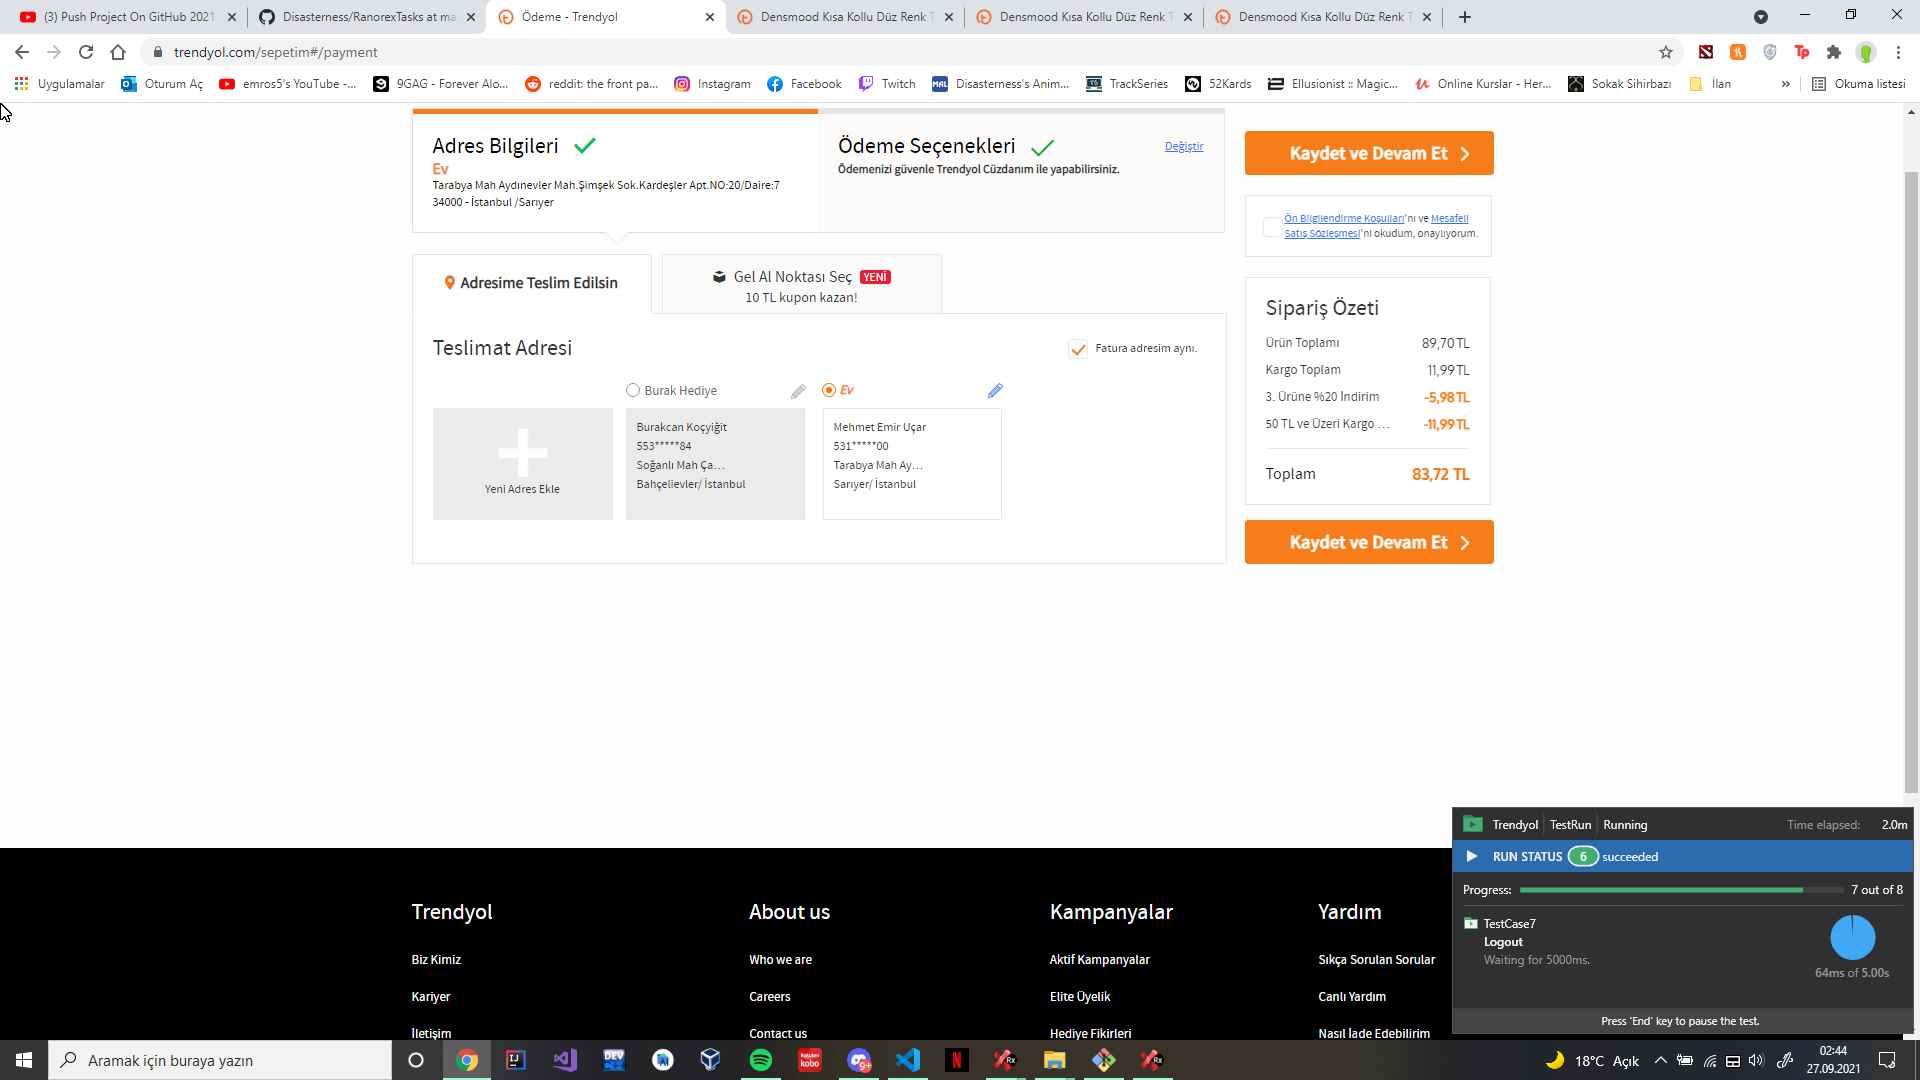 (3) Push Project On GitHub 2021
Disasterness/RanorexTasks at ma
Ödeme - Trendyol
Densmood Kısa Kollu Düz Renk T
Densmood Kısa Kollu Düz Renk T
Densmood Kısa Kollu Düz Renk T
trendyol.com/sepetim#/payment
Uygulamalar
Oturum Aç
emros5's YouTube -...
9GAG - Forever Alo...
reddit: the front pa...
Instagram
Facebook
Twitch
Disasterness's Anim...
TrackSeries
52Kards
Ellusionist :: Magic...
Online Kurslar - Her...
Sokak Sihirbazı
İlan
»
Okuma listesi
Adres Bilgileri
Ev
Tarabya Mah Aydınevler Mah.Şimşek Sok.Kardeşler Apt.NO:20/Daire:7
34000 - İstanbul /Sarıyer
Ödeme Seçenekleri
Değiştir
Ödemenizi güvenle Trendyol Cüzdanım ile yapabilirsiniz.
Kaydet ve Devam Et
Ön Bilgilendirme Koşulları'nı ve Mesafeli
Satış Sözleşmesi'ni okudum, onaylıyorum.
Adresime Teslim Edilsin
Gel Al Noktası Seç YENİ
10 TL kupon kazan!
Teslimat Adresi
Fatura adresim aynı.
Yeni Adres Ekle
Burak Hediye
Burakcan Koçyiğit
553*****84
Soğanlı Mah Ça...
Bahçelievler/ İstanbul
Ev
Mehmet Emir Uçar
531*****00
Tarabya Mah Ay...
Sarıyer/ İstanbul
Sipariş Özeti
Ürün Toplamı 89,70 TL
Kargo Toplam 11,99 TL
3. Ürüne %20 İndirim -5,98 TL
50 TL ve Üzeri Kargo ... -11,99 TL
Toplam 83,72 TL
Kaydet ve Devam Et
Trendyol
Biz Kimiz
Kariyer
İletişim
About us
Who we are
Careers
Contact us
Kampanyalar
Aktif Kampanyalar
Elite Üyelik
Hediye Fikirleri
Yardım
Sıkça Sorulan Sorular
Canlı Yardım
Nasıl İade Edebilirim
Trendyol TestRun Running Time elapsed: 2.0m
RUN STATUS 6 succeeded
Progress: 7 out of 8
TestCase7
Logout
Waiting for 5000ms.
64ms of 5.00s
Press 'End' key to pause the test.
Aramak için buraya yazın
18°C Açık
02:44
27.09.2021